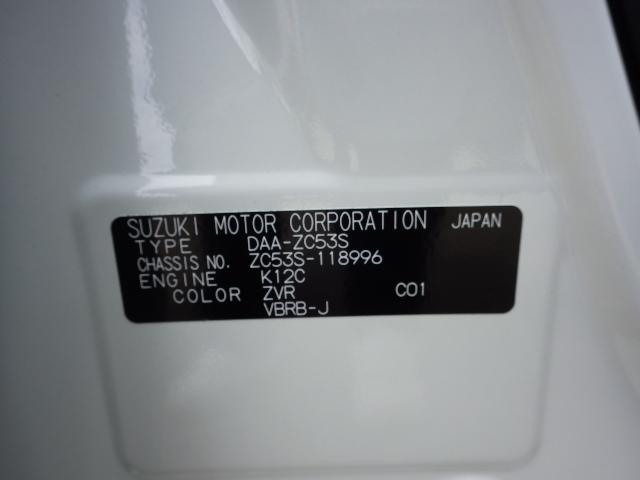 SUZUKI MOTOR CORPORATION JAPAN
TYPE DAA-ZC53S
CHASSIS NO. ZC53S-118996
ENGINE K12C
COLOR ZVR C01
VBRB-J